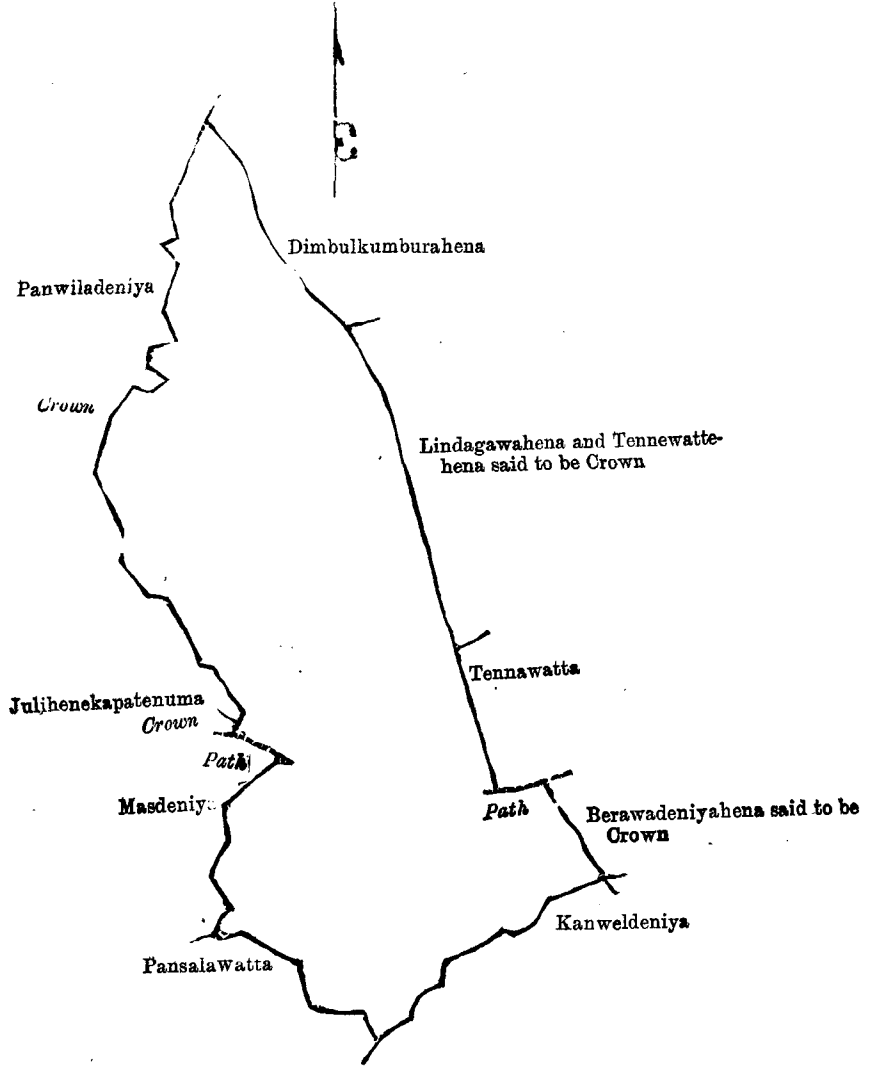 Dimbulkumburahena
Panwiladeniya
Crown
Lindagawahena and Tennewatte-
hena said to be Crown
Tennawatta
Julihenekapatenuma
Crown
Path
Masdeniya
Path
Berawadeniyahena said to be
Crown
Kanweldeniya
Pansalawatta